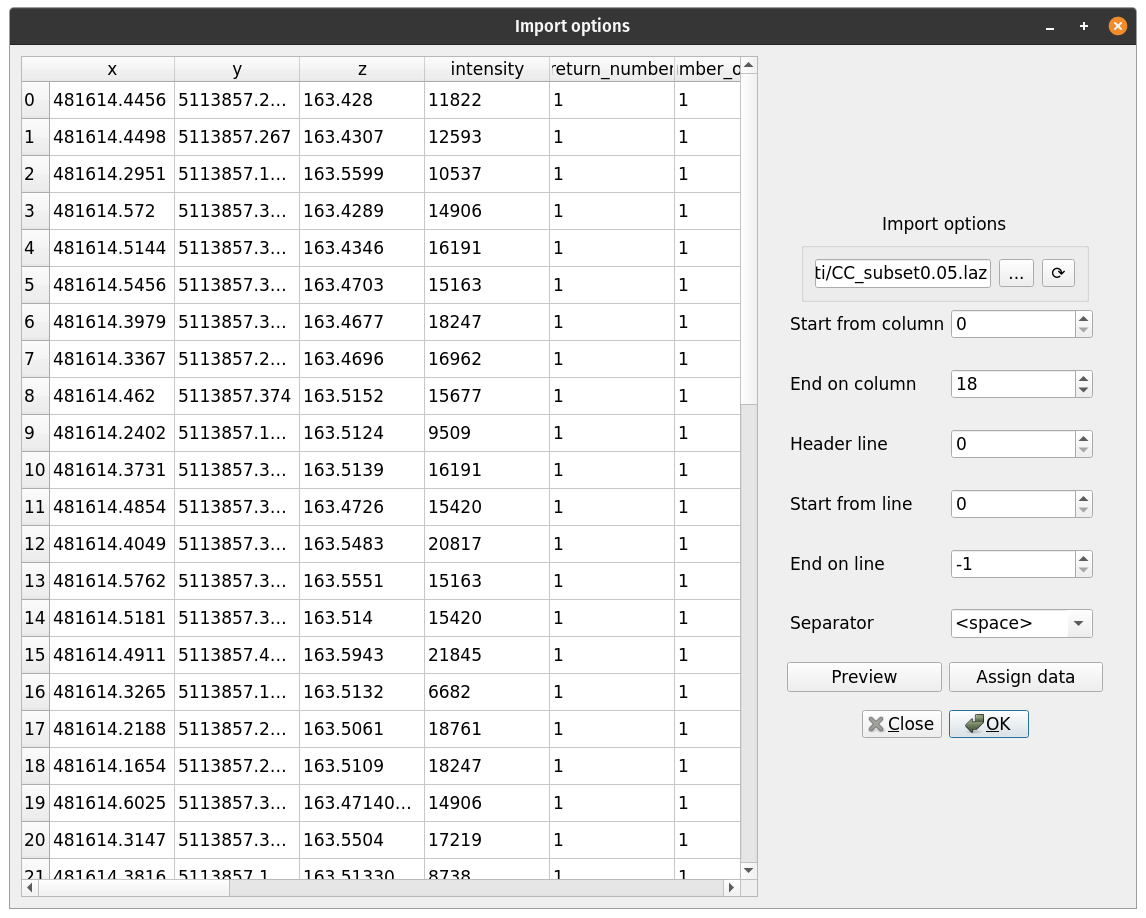 Import options
x y z intensity return_number mber_o
0 481614.4456 5113857.2... 163.428 11822 1 1
1 481614.4498 5113857.267 163.4307 12593 1 1
2 481614.2951 5113857.1... 163.5599 10537 1 1
3 481614.572 5113857.3... 163.4289 14906 1 1
4 481614.5144 5113857.3... 163.4346 16191 1 1
5 481614.5456 5113857.3... 163.4703 15163 1 1
6 481614.3979 5113857.3... 163.4677 18247 1 1
7 481614.3367 5113857.2... 163.4696 16962 1 1
8 481614.462 5113857.374 163.5152 15677 1 1
9 481614.2402 5113857.1... 163.5124 9509 1 1
10 481614.3731 5113857.3... 163.5139 16191 1 1
11 481614.4854 5113857.3... 163.4726 15420 1 1
12 481614.4049 5113857.3... 163.5483 20817 1 1
13 481614.5762 5113857.3... 163.5551 15163 1 1
14 481614.5181 5113857.3... 163.514 15420 1 1
15 481614.4911 5113857.4... 163.5943 21845 1 1
16 481614.3265 5113857.1... 163.5132 6682 1 1
17 481614.2188 5113857.2... 163.5061 18761 1 1
18 481614.1654 5113857.2... 163.5109 18247 1 1
19 481614.6025 5113857.3... 163.47140... 14906 1 1
20 481614.3147 5113857.3... 163.5504 17219 1 1
21 481614.3816 5113857.1... 163.51330... 8738 1 1
Import options
ti/CC_subset0.05.laz ...
Start from column 0
End on column 18
Header line 0
Start from line 0
End on line -1
Separator <space>
Preview Assign data
Close OK